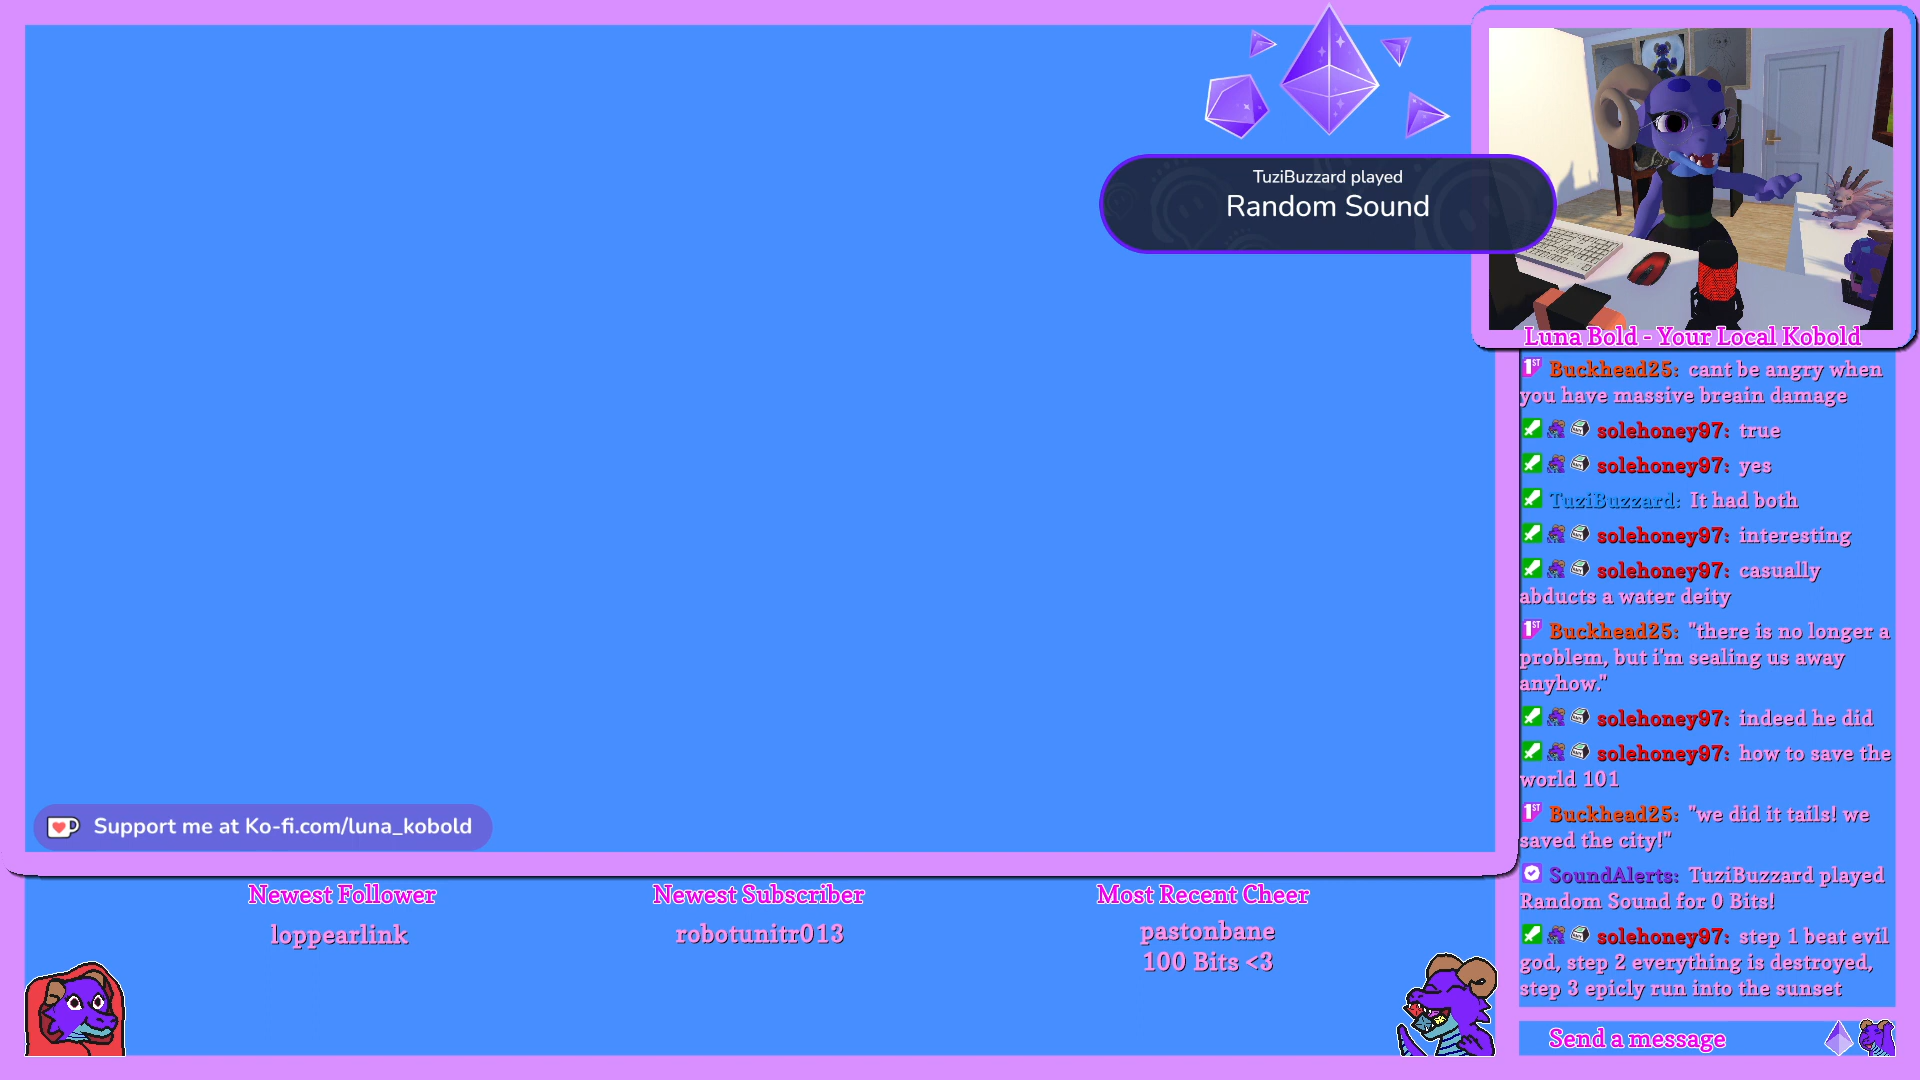 TuziBuzzard played
Random Sound
Luna Bold - Your Local Kobold
1ST Buckhead25: cant be angry when
you have massive breain damage
solehoney97: true
solehoney97: yes
TuziBuzzard: It had both
solehoney97: interesting
solehoney97: casually
abducts a water deity
1ST Buckhead25: "there is no longer a
problem, but i'm sealing us away
anyhow."
solehoney97: indeed he did
solehoney97: how to save the
world 101
1ST Buckhead25: "we did it tails! we
saved the city!"
SoundAlerts: TuziBuzzard played
Random Sound for 0 Bits!
solehoney97: step 1 beat evil
god, step 2 everything is destroyed,
step 3 epicly run into the sunset
Send a message
Support me at Ko-fi.com/luna_kobold
Newest Follower
loppearlink
Newest Subscriber
robotunitr013
Most Recent Cheer
pastonbane
100 Bits <3